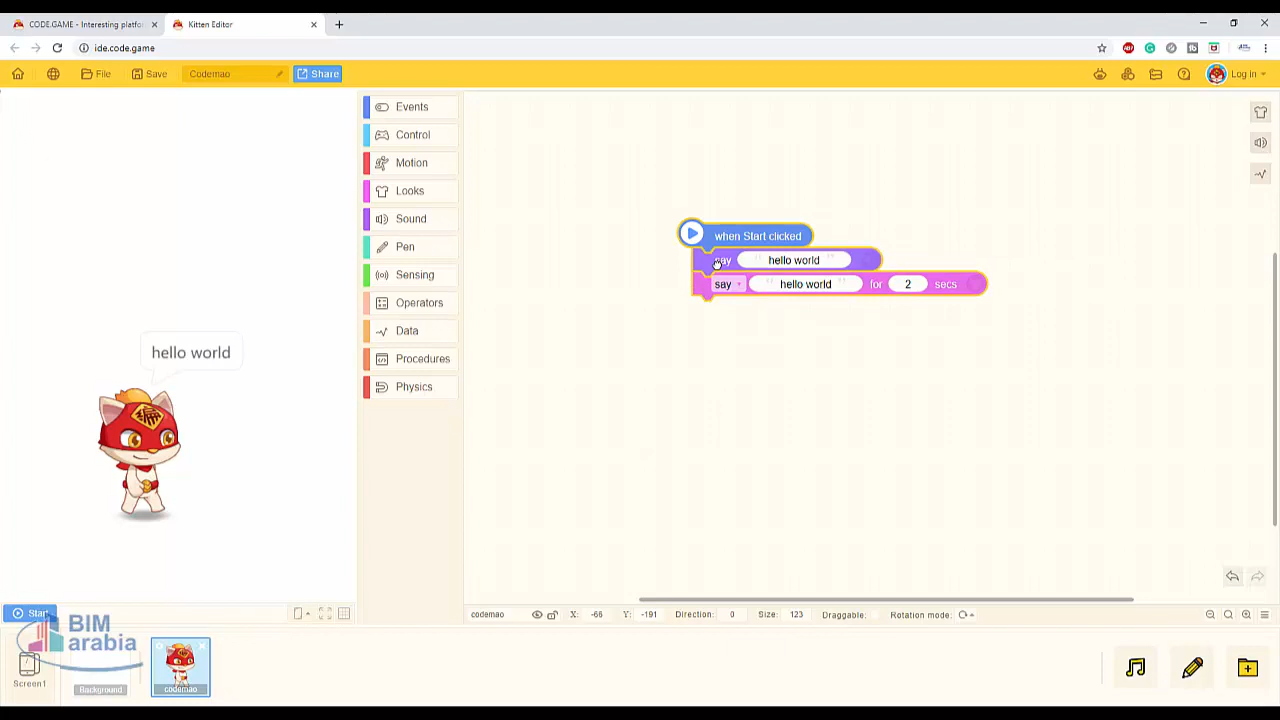 CODE.GAME - Interesting platfo
Kitten Editor
ide.code.game
File
Save
Codemao
Share
Log in
Events
Control
Motion
Looks
Sound
Pen
Sensing
Operators
Data
Procedures
Physics
when Start clicked
say " hello world "
say " hello world " for 2 secs
hello world
編
Start
codemao X: -66 Y: -191 Direction: 0 Size: 123 Draggable: Rotation mode:
BIM
arabia
Screen1
Background
codemao